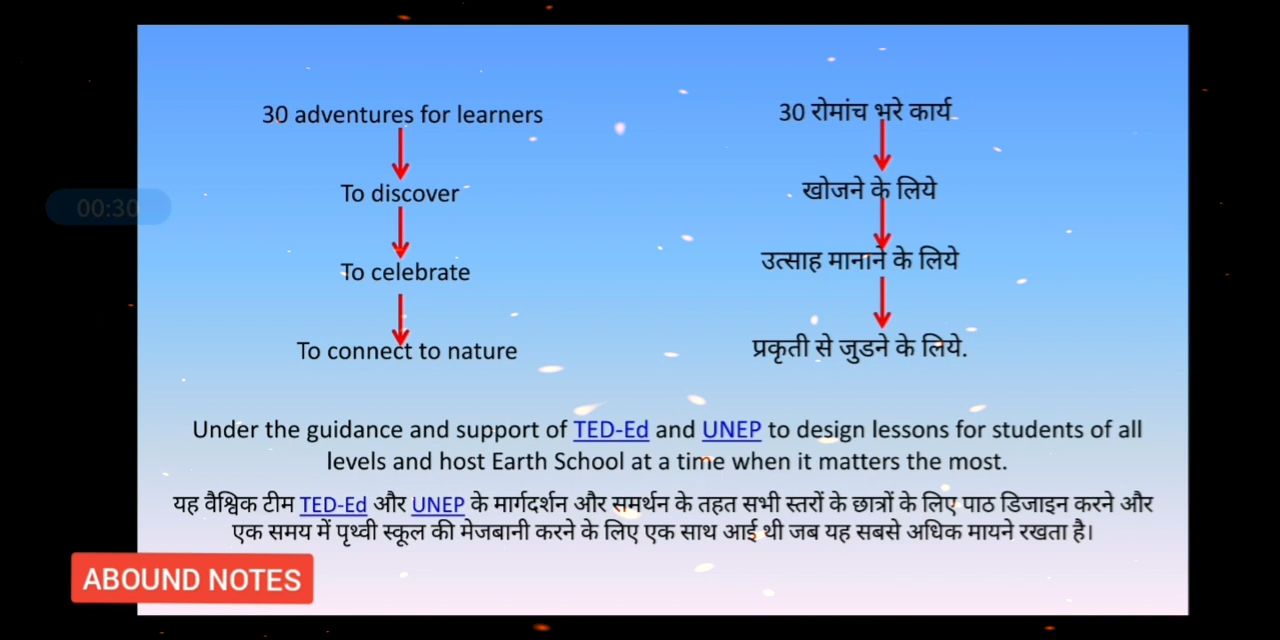 30 adventures for learners
To discover
To celebrate
To connect to nature
30 रोमांच भरे कार्य
खोजने के लिये
उत्साह मानाने के लिये
प्रकृती से जुडने के लिये.
00:30
Under the guidance and support of TED-Ed and UNEP to design lessons for students of all
levels and host Earth School at a time when it matters the most.
यह वैश्विक टीम TED-Ed और UNEP के मार्गदर्शन और समर्थन के तहत सभी स्तरों के छात्रों के लिए पाठ डिजाइन करने और
एक समय में पृथ्वी स्कूल की मेजबानी करने के लिए एक साथ आई थी जब यह सबसे अधिक मायने रखता है।
ABOUND NOTES